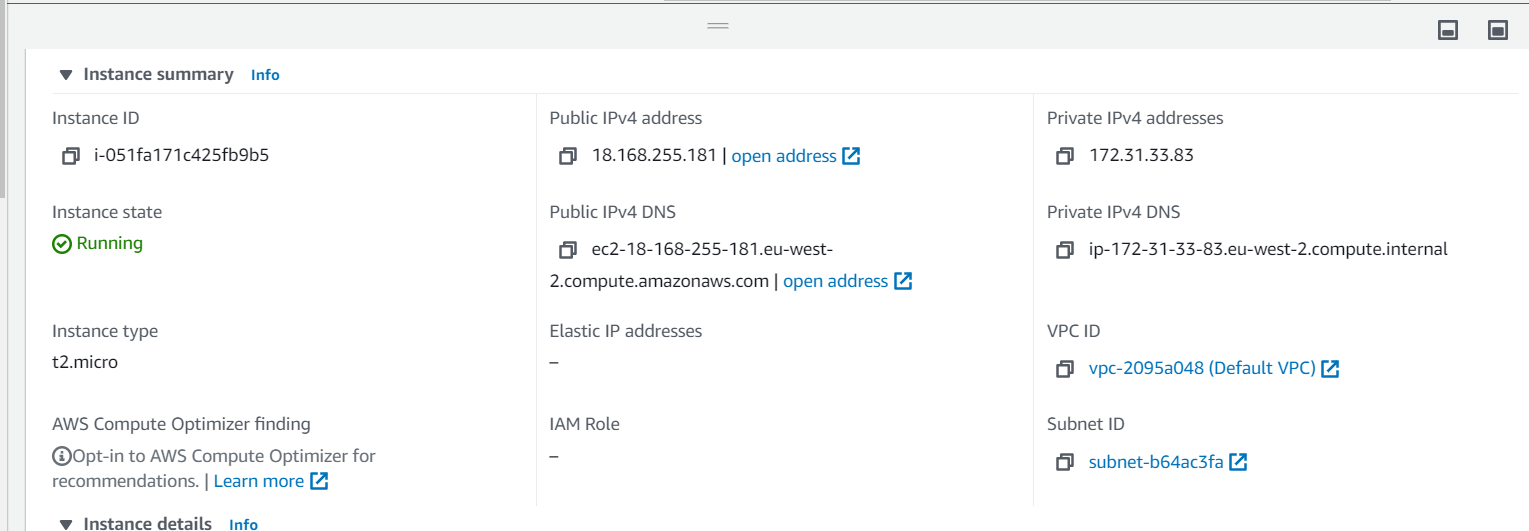 Instance summary Info
Instance ID
i-051fa171c425fb9b5
Public IPv4 address
18.168.255.181 | open address
Private IPv4 addresses
172.31.33.83
Instance state
Running
Public IPv4 DNS
ec2-18-168-255-181.eu-west-
2.compute.amazonaws.com | open address
Private IPv4 DNS
ip-172-31-33-83.eu-west-2.compute.internal
Instance type
t2.micro
Elastic IP addresses
–
VPC ID
vpc-2095a048 (Default VPC)
AWS Compute Optimizer finding
Opt-in to AWS Compute Optimizer for
recommendations. | Learn more
IAM Role
–
Subnet ID
subnet-b64ac3fa
Instance details Info